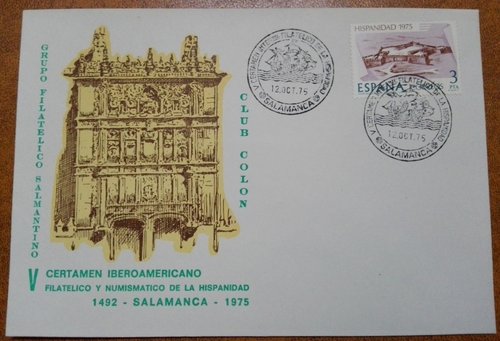 GRUPO FILATELICO SALMANTINO
CLUB COLON
V CERTAMEN IBEROAMERICANO
FILATELICO Y NUMISMATICO DE LA HISPANIDAD
1492 - SALAMANCA - 1975
HISPANIDAD 1975
ESPAÑA
3
PTA
12.OCT.75
SALAMANCA
12.OCT.75
SALAMANCA